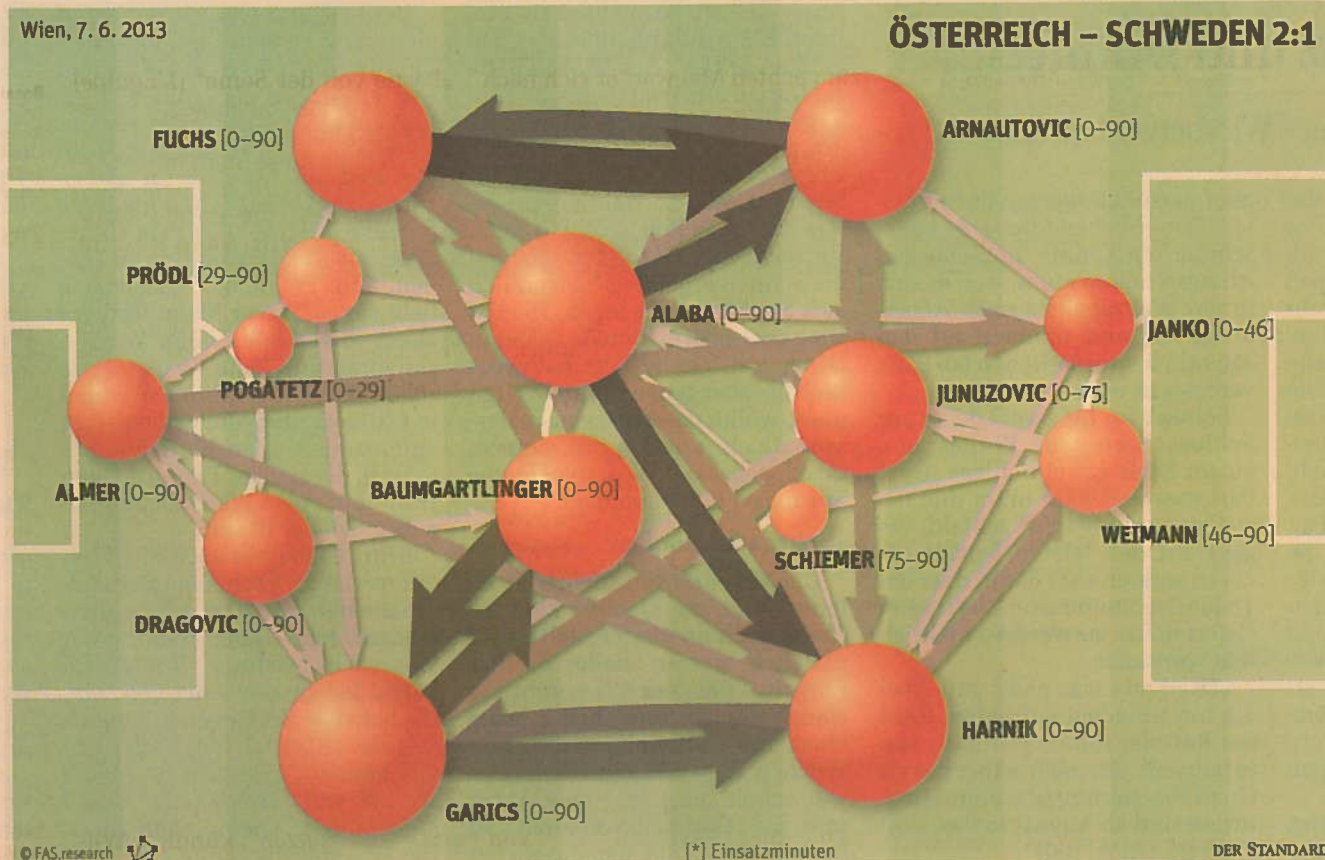 Wien, 7. 6. 2013
ÖSTERREICH – SCHWEDEN 2:1
FUCHS [0–90]
ARNAUTOVIC [0–90]
PRÖDL [29–90]
ALABA [0–90]
JANKO [0–46]
POGATETZ [0–29]
JUNUZOVIC [0–75]
ALMER [0–90]
BAUMGARTLINGER [0–90]
WEIMANN [46–90]
SCHIEMER [75–90]
DRAGOVIC [0–90]
HARNIK [0–90]
GARICS [0–90]
© FAS.research
[*] Einsatzminuten
DER STANDARD